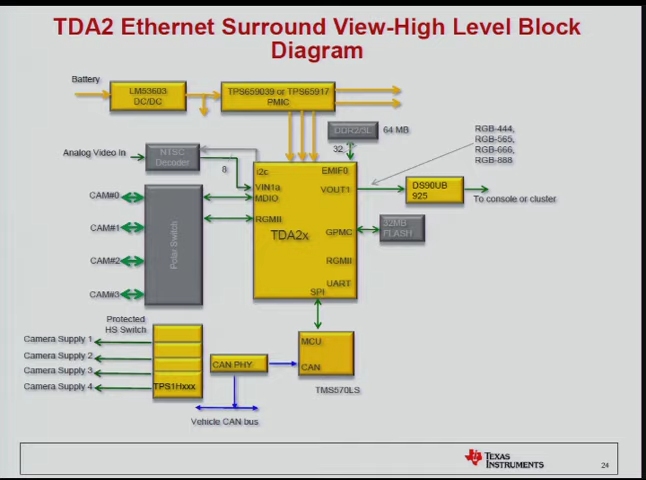 TDA2 Ethernet Surround View-High Level Block
Diagram
Battery
LM53603
DC/DC
TPS659039 or TPS65917
PMIC
DDR2/3L
64 MB
32
RGB-444,
RGB-565,
RGB-666,
RGB-888
Analog Video In
NTSC
Decoder
8
i2c
EMIF0
VIN1a
VOUT1
MDIO
RGMII
TDA2x
GPMC
RGMII
UART
SPI
DS90UB
925
To console or cluster
32MB
FLASH
CAM#0
CAM#1
CAM#2
CAM#3
Polar Switch
Protected
HS Switch
Camera Supply 1
Camera Supply 2
Camera Supply 3
Camera Supply 4
TPS1Hxxx
CAN PHY
MCU
CAN
TMS570LS
Vehicle CAN bus
TEXAS
INSTRUMENTS
24